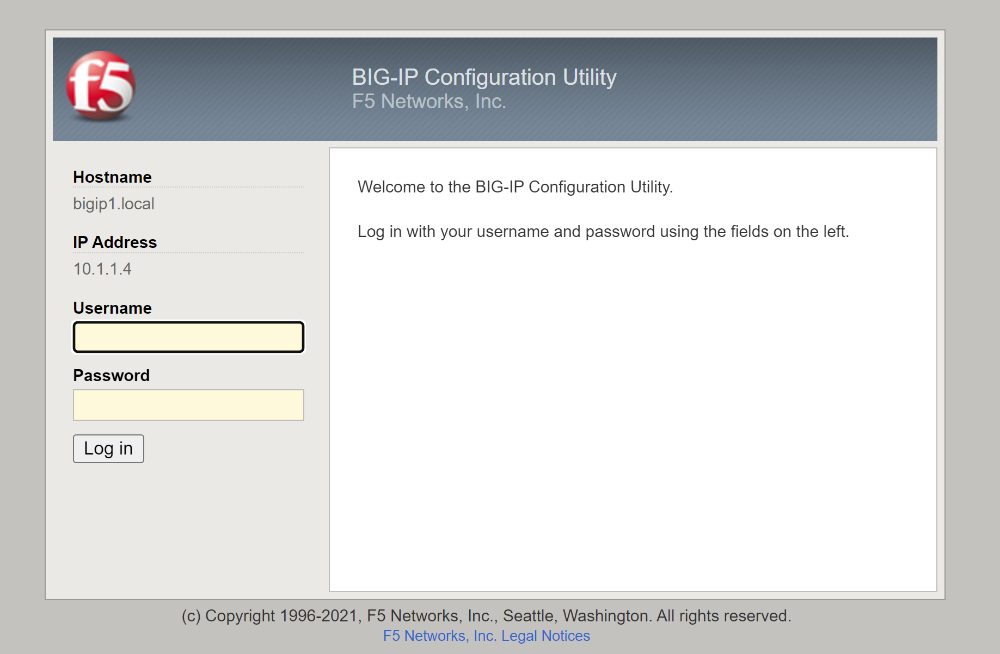 f5
BIG-IP Configuration Utility
F5 Networks, Inc.
Hostname
bigip1.local
IP Address
10.1.1.4
Username
Password
Log in
Welcome to the BIG-IP Configuration Utility.
Log in with your username and password using the fields on the left.
(c) Copyright 1996-2021, F5 Networks, Inc., Seattle, Washington. All rights reserved.
F5 Networks, Inc. Legal Notices